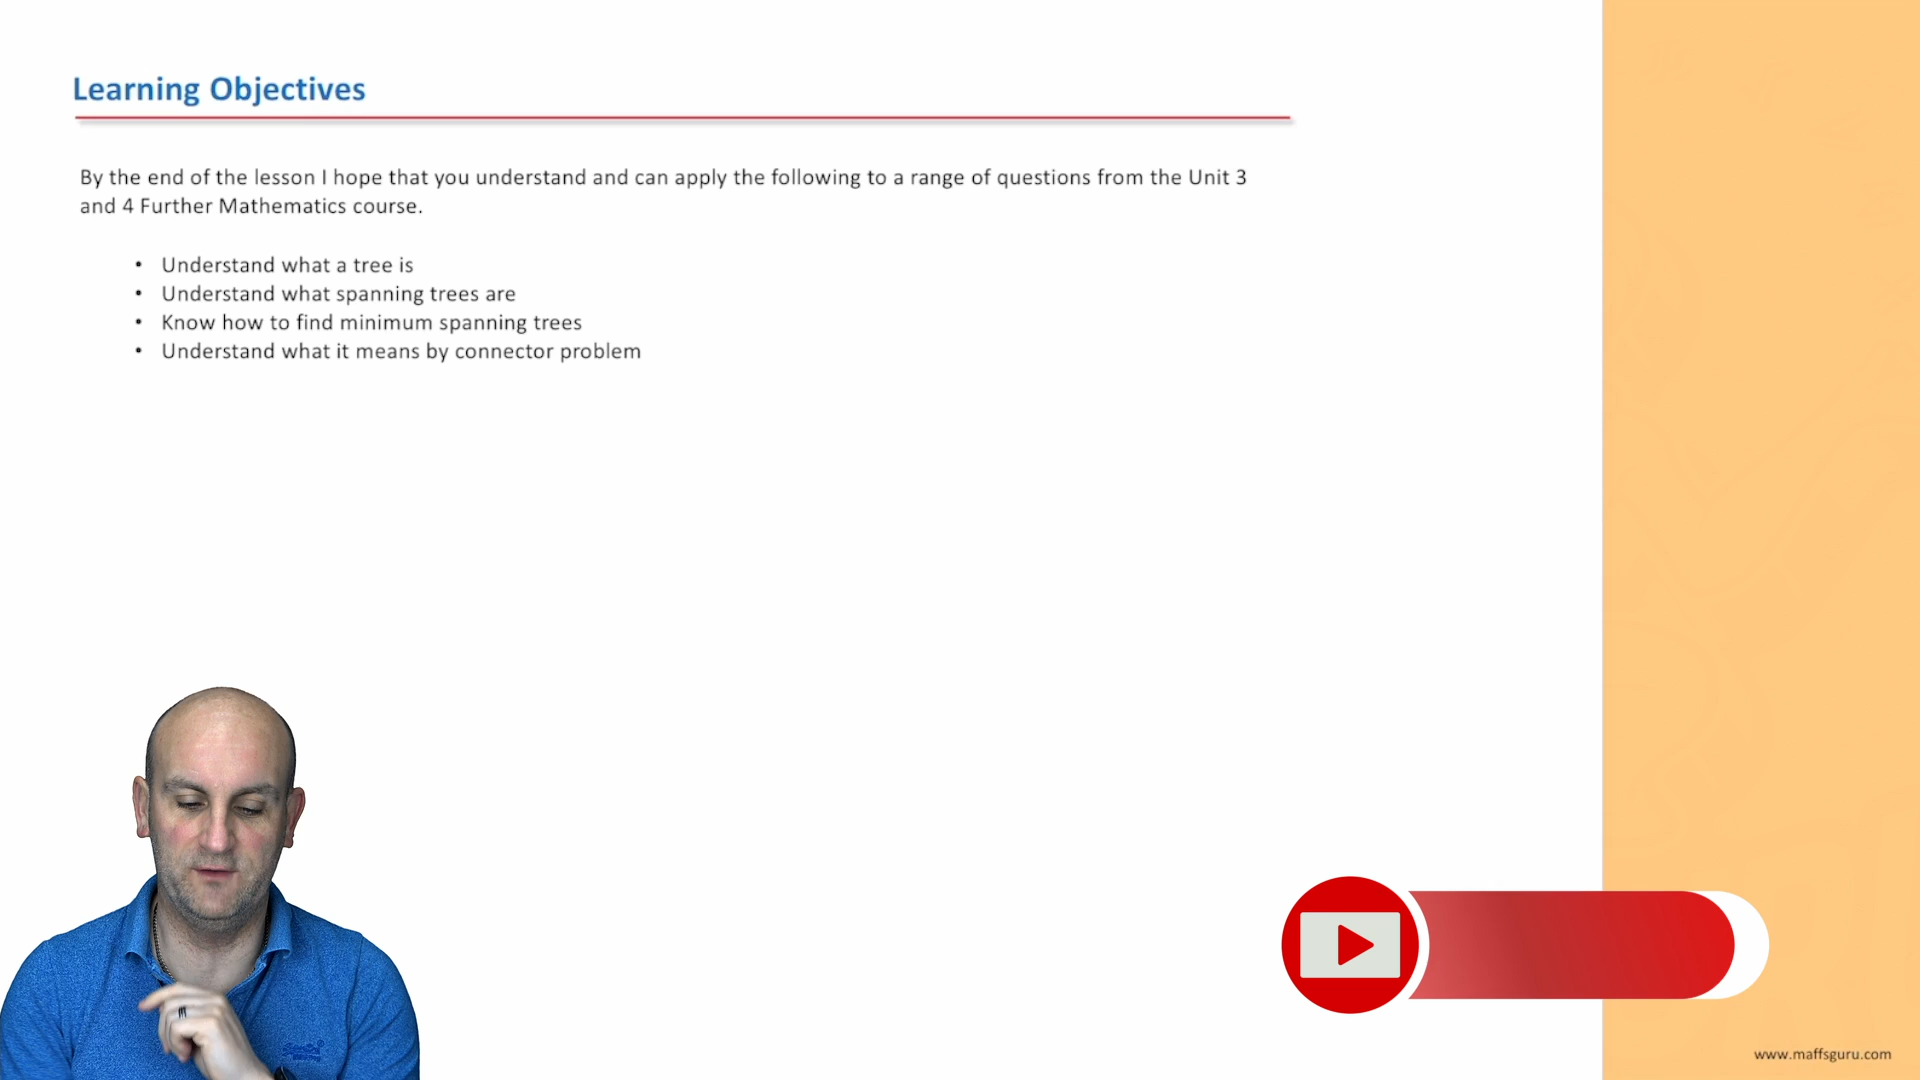 Learning Objectives
By the end of the lesson I hope that you understand and can apply the following to a range of questions from the Unit 3
and 4 Further Mathematics course.
• Understand what a tree is
• Understand what spanning trees are
• Know how to find minimum spanning trees
• Understand what it means by connector problem
www.maffsguru.com